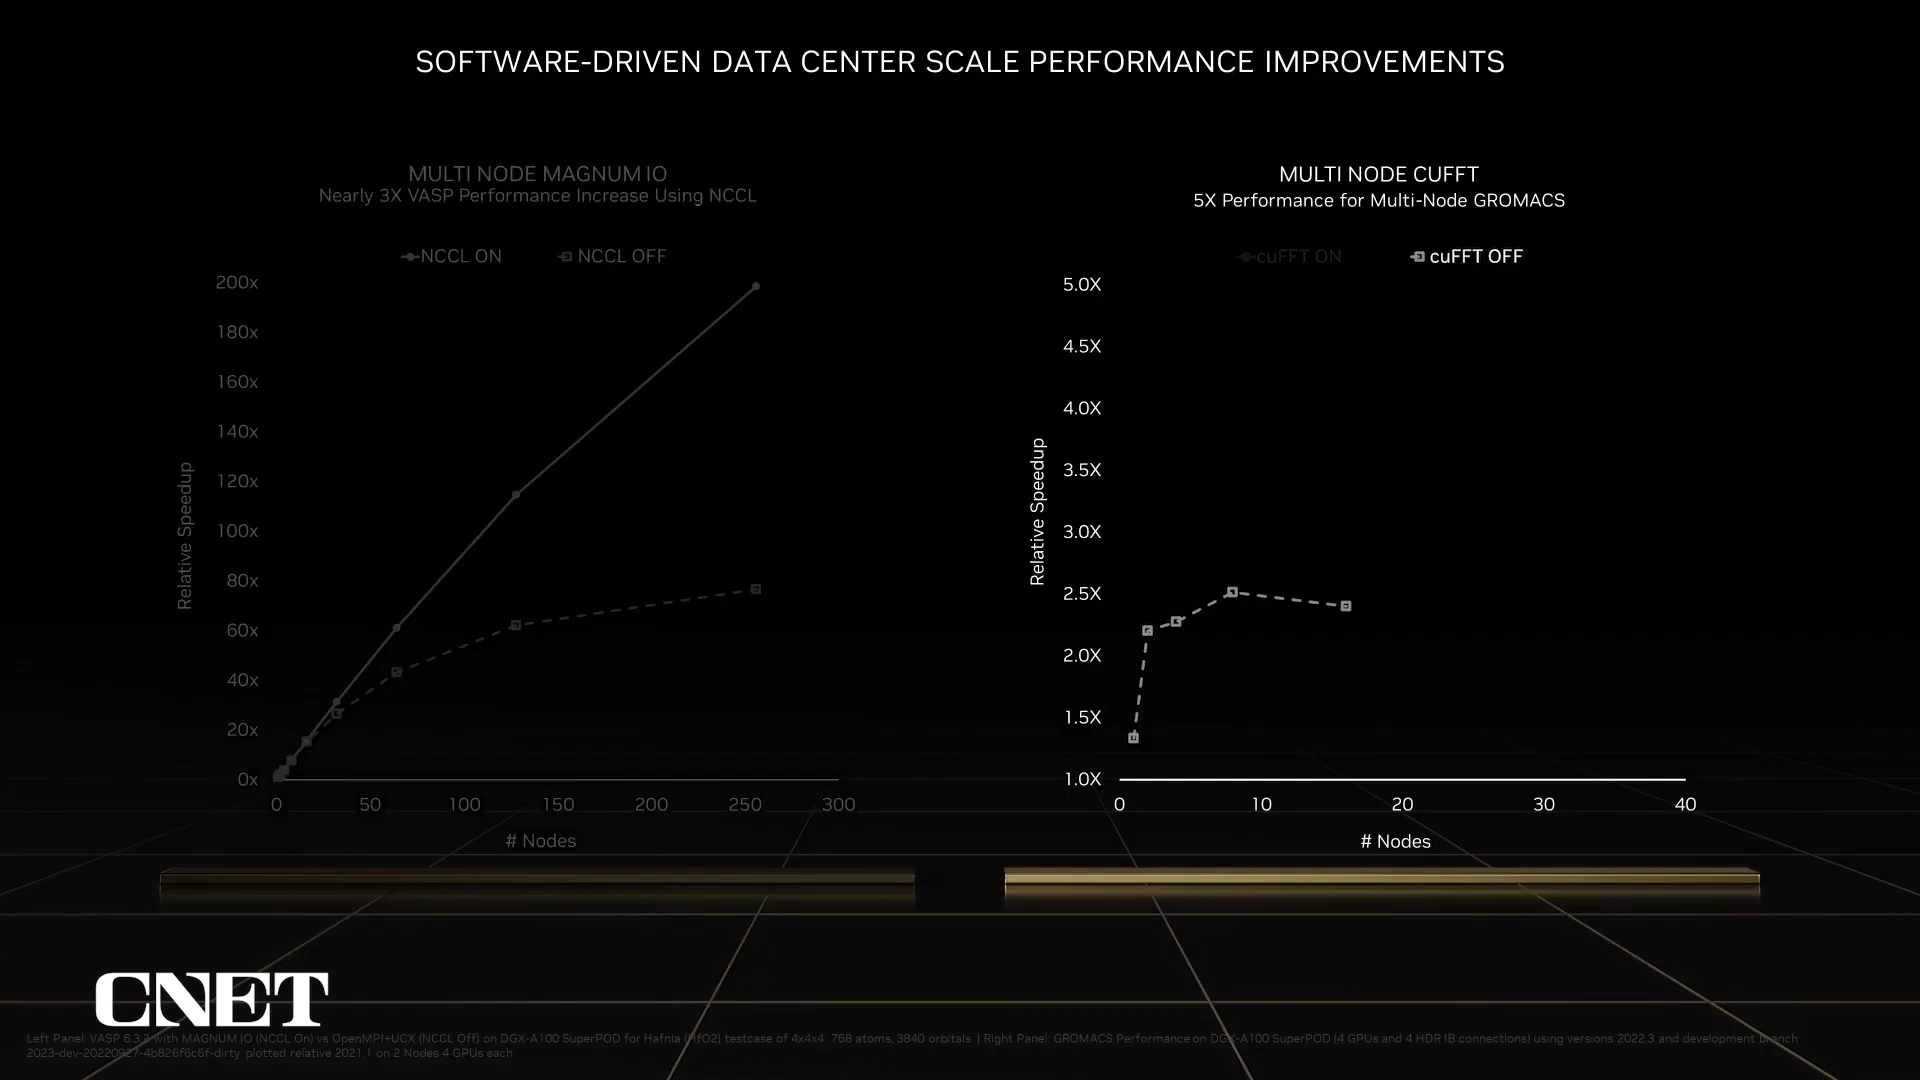 SOFTWARE-DRIVEN DATA CENTER SCALE PERFORMANCE IMPROVEMENTS
MULTI NODE MAGNUM IO
Nearly 3X VASP Performance Increase Using NCCL
NCCL ON NCCL OFF
200x
180x
160x
140x
120x
100x
80x
60x
40x
20x
0x
Relative Speedup
0 50 100 150 200 250 300
# Nodes
MULTI NODE CUFFT
5X Performance for Multi-Node GROMACS
cuFFT ON cuFFT OFF
5.0X
4.5X
4.0X
3.5X
3.0X
2.5X
2.0X
1.5X
1.0X
Relative Speedup
0 10 20 30 40
# Nodes
CNET
Left Panel: VASP 6.3.2 with MAGNUM IO (NCCL On) vs OpenMPI+UCX (NCCL Off) on DGX-A100 SuperPOD for Hafnia (HfO2) testcase of 4x4x4: 768 atoms, 3840 orbitals | Right Panel: GROMACS Performance on DGX-A100 SuperPOD (4 GPUs and 4 HDR IB connections) using versions 2022.3 and development branch
2023-dev-20220927-4b826f6c6f-dirty plotted relative 2021.1 on 2 Nodes 4 GPUs each